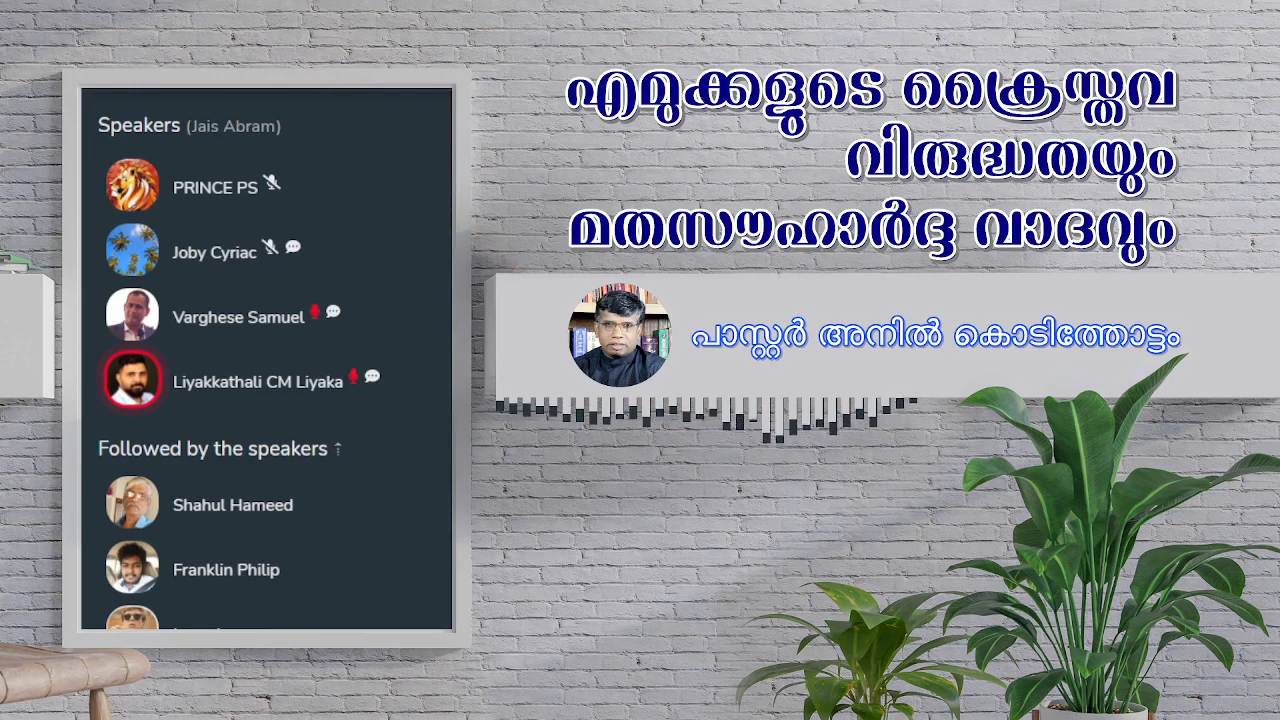 Speakers (Jais Abram)
PRINCE PS
Joby Cyriac
Varghese Samuel
Liyakkathali CM Liyaka
Followed by the speakers
Shahul Hameed
Franklin Philip
എമുക്കളുടെ ക്രൈസ്തവ
വിരുദ്ധതയും
മതസൗഹാർദ്ദ വാദവും
പാസ്റ്റർ അനിൽ കൊടിത്തോട്ടം